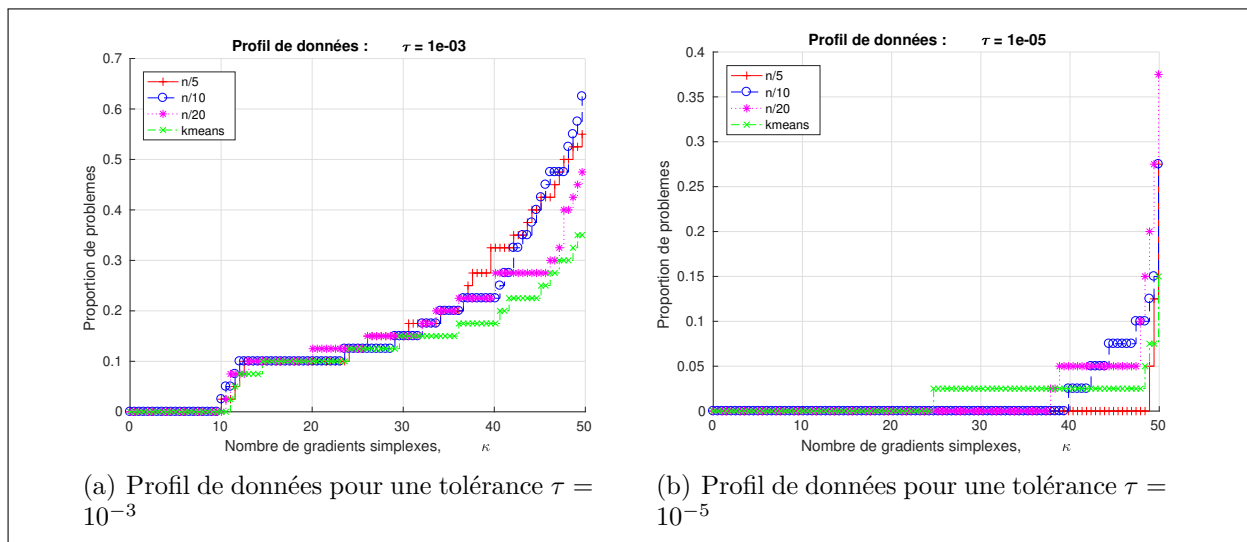 Profil de données : τ = 1e-03
0.7
0.6
0.5
0.4
0.3
0.2
0.1
0
Proportion de problemes
n/5
n/10
n/20
kmeans
0 10 20 30 40 50
Nombre de gradients simplexes, κ
(a) Profil de données pour une tolérance τ =
10⁻³
Profil de données : τ = 1e-05
0.4
0.35
0.3
0.25
0.2
0.15
0.1
0.05
0
Proportion de problemes
n/5
n/10
n/20
kmeans
0 10 20 30 40 50
Nombre de gradients simplexes, κ
(b) Profil de données pour une tolérance τ =
10⁻⁵